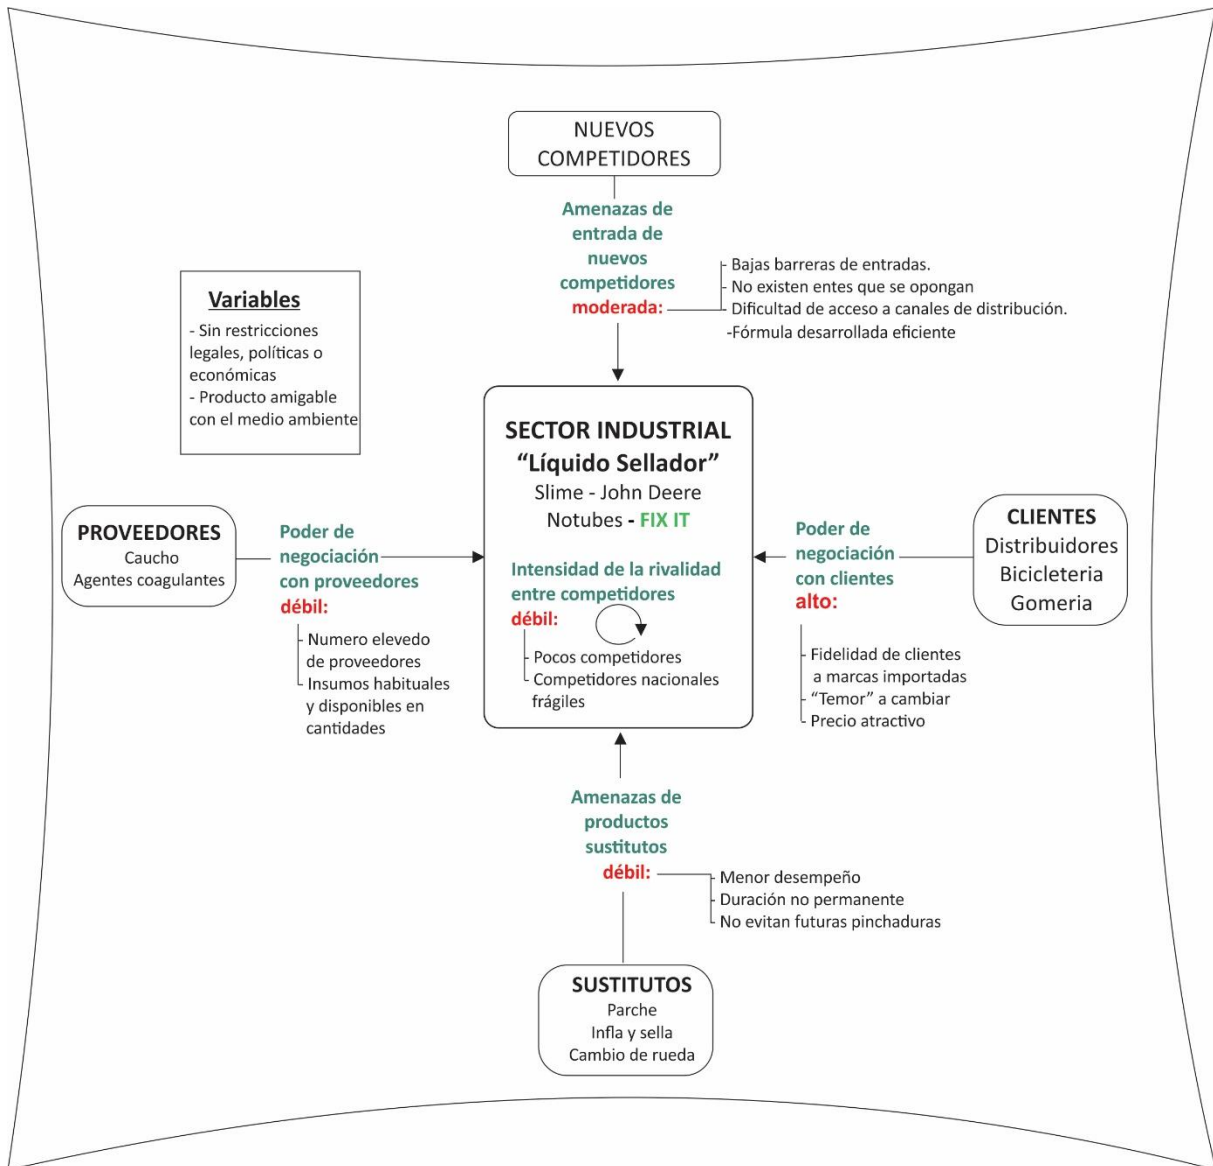 NUEVOS
COMPETIDORES
Amenazas de
entrada de
nuevos
competidores
moderada:
- Bajas barreras de entradas.
- No existen entes que se opongan
- Dificultad de acceso a canales de distribución.
-Fórmula desarrollada eficiente
Variables
- Sin restricciones
legales, políticas o
económicas
- Producto amigable
con el medio ambiente
SECTOR INDUSTRIAL
“Líquido Sellador”
Slime - John Deere
Notubes - FIX IT
Intensidad de la rivalidad
entre competidores
débil:
- Pocos competidores
- Competidores nacionales
frágiles
PROVEEDORES
Caucho
Agentes coagulantes
Poder de
negociación
con proveedores
débil:
- Numero elevedo
de proveedores
- Insumos habituales
y disponibles en
cantidades
Poder de
negociación
con clientes
alto:
- Fidelidad de clientes
a marcas importadas
- “Temor” a cambiar
- Precio atractivo
CLIENTES
Distribuidores
Bicicleteria
Gomeria
Amenazas de
productos
sustitutos
débil:
- Menor desempeño
- Duración no permanente
- No evitan futuras pinchaduras
SUSTITUTOS
Parche
Infla y sella
Cambio de rueda